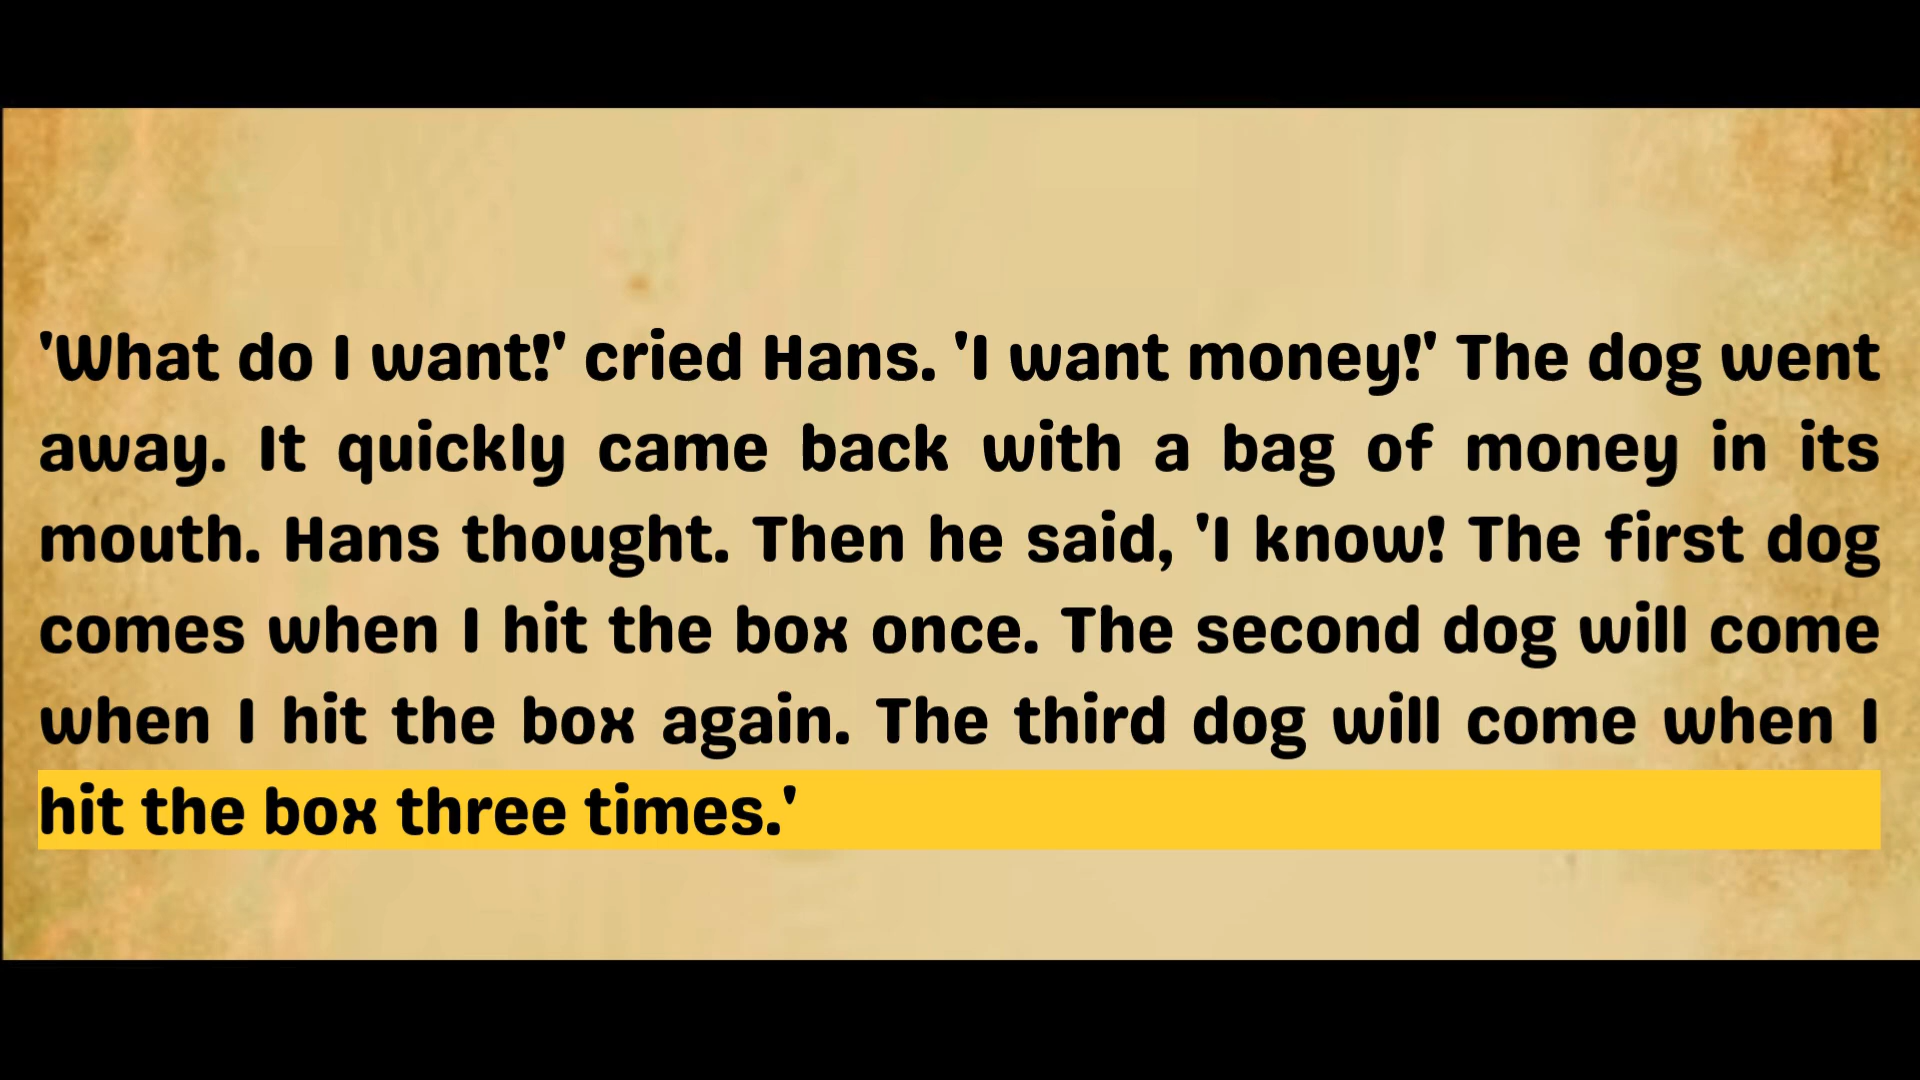 'What do I want!' cried Hans. 'I want money!' The dog went
away. It quickly came back with a bag of money in its
mouth. Hans thought. Then he said, 'I know! The first dog
comes when I hit the box once. The second dog will come
when I hit the box again. The third dog will come when I
hit the box three times.'